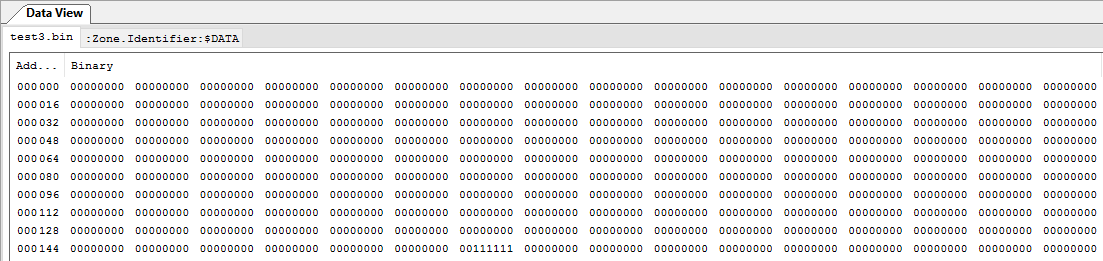 Data View
test3.bin :Zone.Identifier:$DATA
Add... Binary
000000 00000000 00000000 00000000 00000000 00000000 00000000 00000000 00000000 00000000 00000000 00000000 00000000 00000000 00000000 00000000 00000000
000016 00000000 00000000 00000000 00000000 00000000 00000000 00000000 00000000 00000000 00000000 00000000 00000000 00000000 00000000 00000000 00000000
000032 00000000 00000000 00000000 00000000 00000000 00000000 00000000 00000000 00000000 00000000 00000000 00000000 00000000 00000000 00000000 00000000
000048 00000000 00000000 00000000 00000000 00000000 00000000 00000000 00000000 00000000 00000000 00000000 00000000 00000000 00000000 00000000 00000000
000064 00000000 00000000 00000000 00000000 00000000 00000000 00000000 00000000 00000000 00000000 00000000 00000000 00000000 00000000 00000000 00000000
000080 00000000 00000000 00000000 00000000 00000000 00000000 00000000 00000000 00000000 00000000 00000000 00000000 00000000 00000000 00000000 00000000
000096 00000000 00000000 00000000 00000000 00000000 00000000 00000000 00000000 00000000 00000000 00000000 00000000 00000000 00000000 00000000 00000000
000112 00000000 00000000 00000000 00000000 00000000 00000000 00000000 00000000 00000000 00000000 00000000 00000000 00000000 00000000 00000000 00000000
000128 00000000 00000000 00000000 00000000 00000000 00000000 00000000 00000000 00000000 00000000 00000000 00000000 00000000 00000000 00000000 00000000
000144 00000000 00000000 00000000 00000000 00000000 00000000 00111111 00000000 00000000 00000000 00000000 00000000 00000000 00000000 00000000 00000000